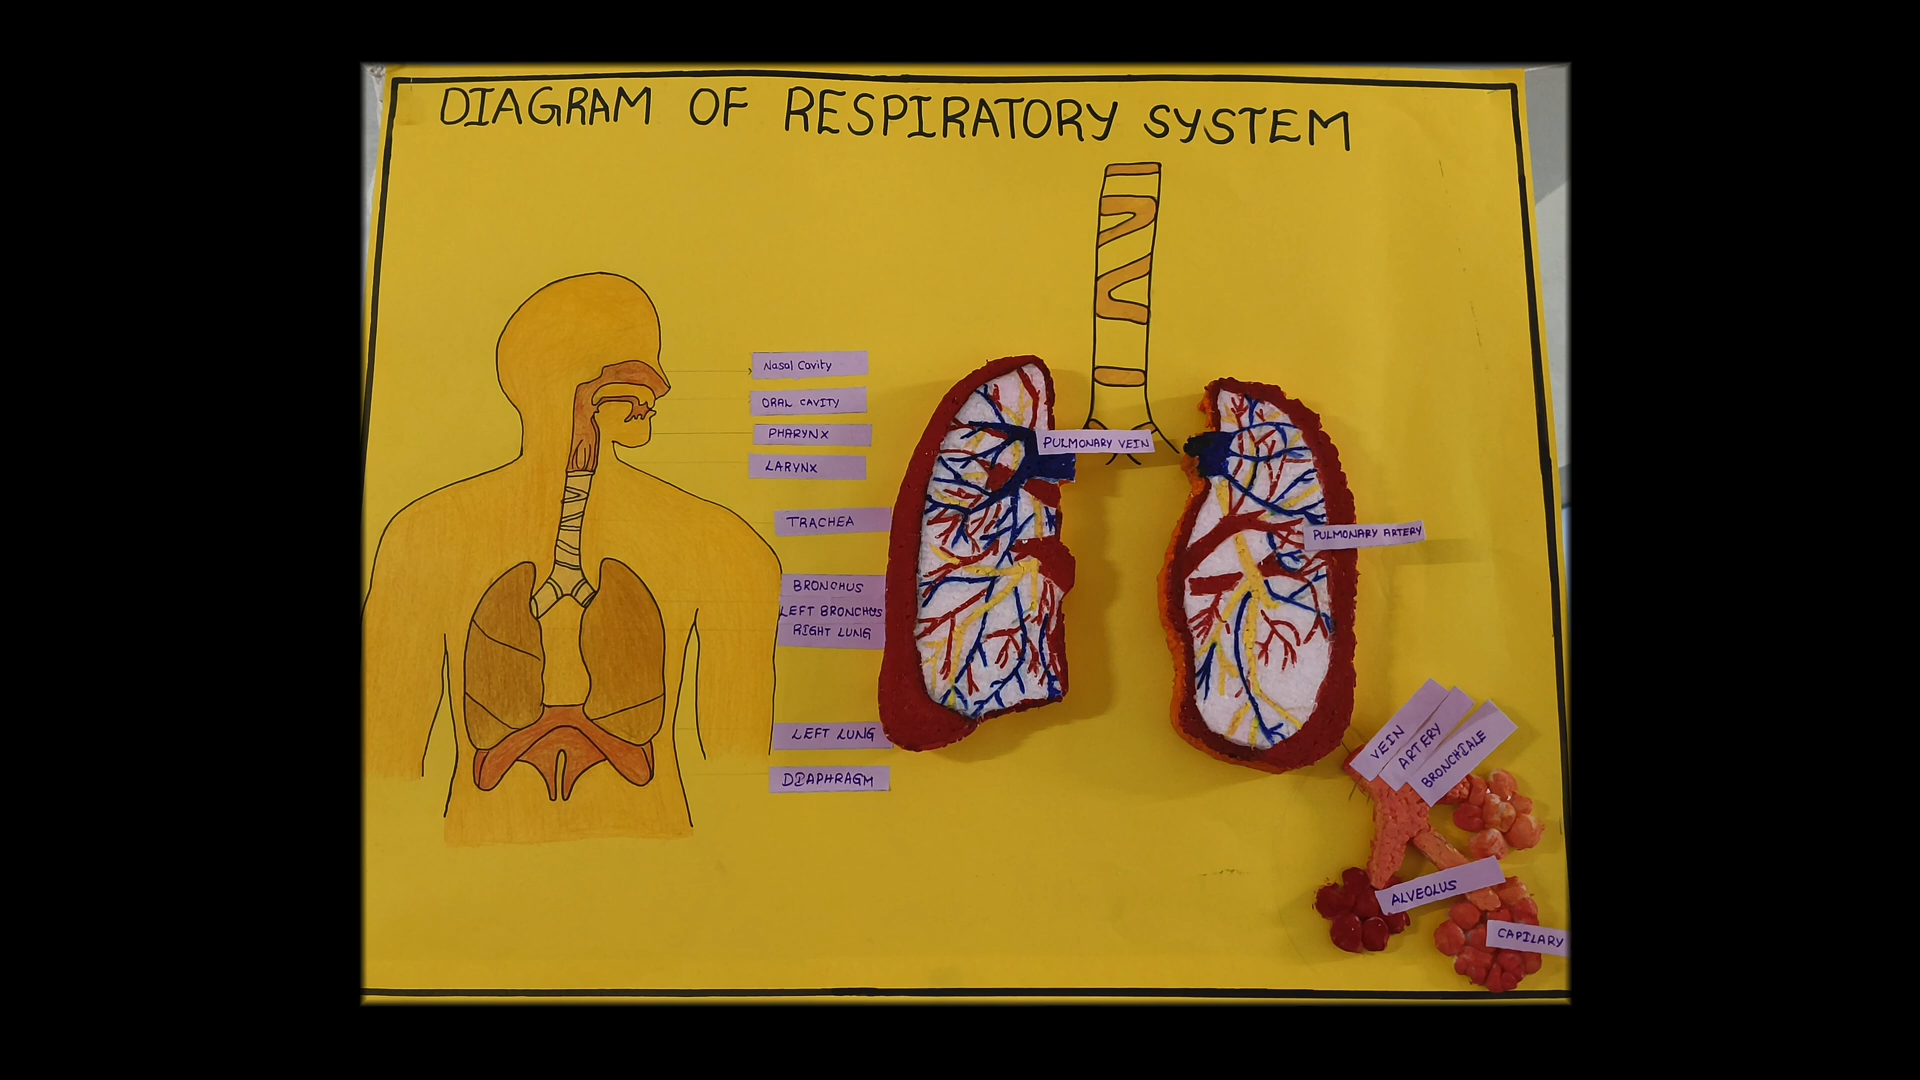 DIAGRAM OF RESPIRATORY SYSTEM
Nasal Cavity
ORAL CAVITY
PHARYNX
LARYNX
TRACHEA
BRONCHUS
LEFT BRONCHUS
RIGHT LUNG
LEFT LUNG
DIAPHRAGM
PULMONARY VEIN
PULMONARY ARTERY
VEIN
ARTERY
BRONCHIALE
ALVEOLUS
CAPILARY